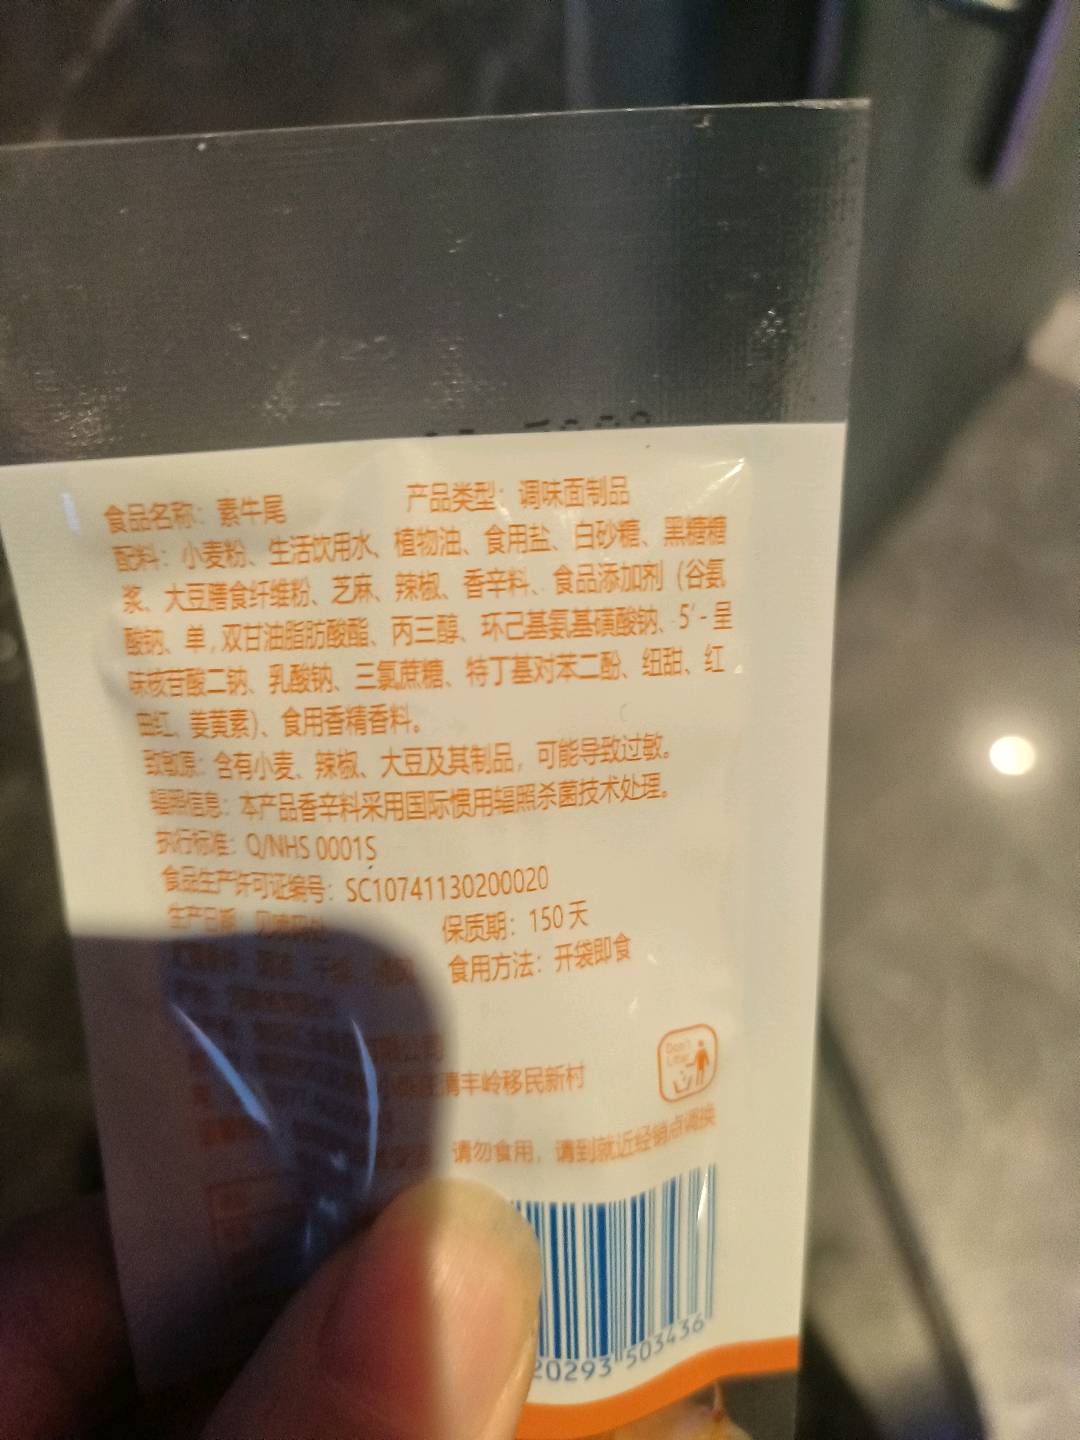 食品名称：素牛尾 产品类型：调味面制品
配料：小麦粉、生活饮用水、植物油、食用盐、白砂糖、黑糖糖
浆、大豆膳食纤维粉、芝麻、辣椒、香辛料、食品添加剂（谷氨
酸钠、单，双甘油脂肪酸酯、丙三醇、环己基氨基磺酸钠、5′-呈
味核苷酸二钠、乳酸钠、三氯蔗糖、特丁基对苯二酚、纽甜、红
曲红、姜黄素）、食用香精香料。
致敏原：含有小麦、辣椒、大豆及其制品，可能导致过敏。
辐照信息：本产品香辛料采用国际惯用辐照杀菌技术处理。
执行标准：Q/NHS 0001S
食品生产许可证编号：SC10741130200020
生产日期 保质期：150天
食用方法：开袋即食
清丰岭移民新村
Don't Litter
请勿食用，请到就近经销点调换
20293 503436